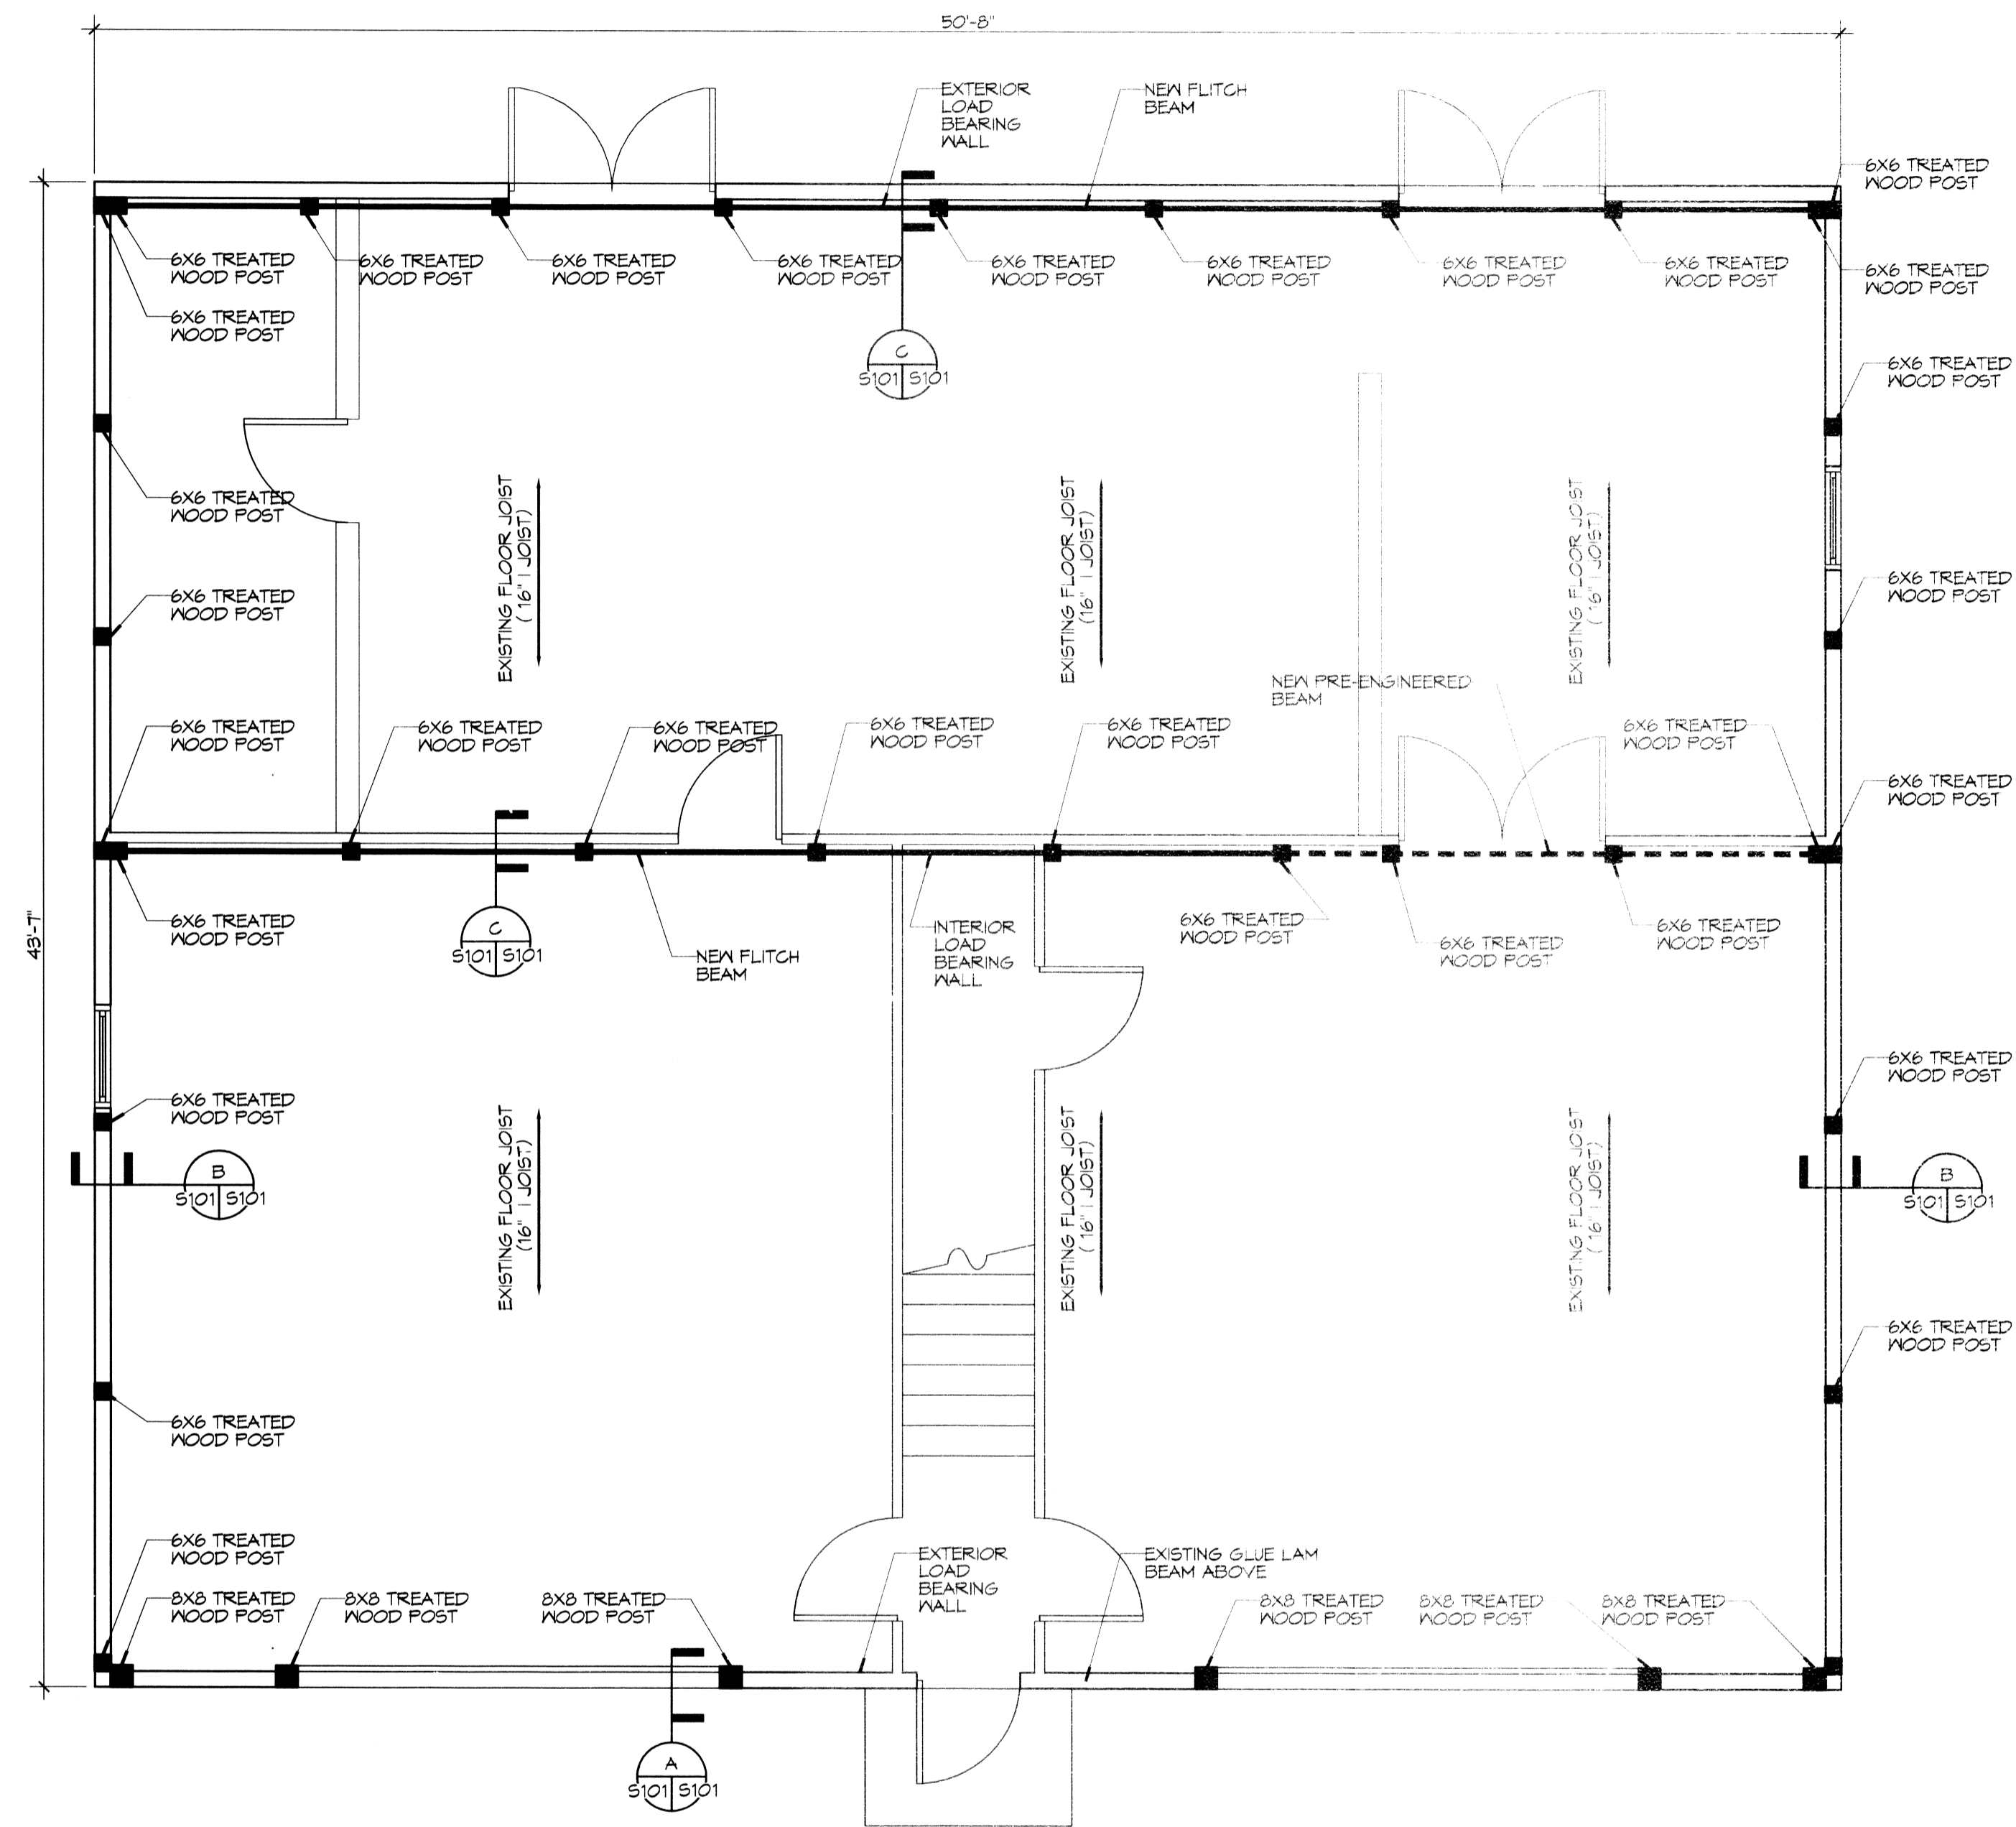 50'-8"
EXTERIOR
LOAD
BEARING
WALL
NEW FLITCH
BEAM
6X6 TREATED
WOOD POST
6X6 TREATED
WOOD POST
6X6 TREATED
WOOD POST
6X6 TREATED
WOOD POST
6X6 TREATED
WOOD POST
6X6 TREATED
WOOD POST
6X6 TREATED
WOOD POST
6X6 TREATED
WOOD POST
6X6 TREATED
WOOD POST
6X6 TREATED
WOOD POST
6X6 TREATED
WOOD POST
C
S101 S101
6X6 TREATED
WOOD POST
6X6 TREATED
WOOD POST
EXISTING FLOOR JOIST
(16" I JOIST)
EXISTING FLOOR JOIST
(16" I JOIST)
EXISTING FLOOR JOIST
(16" I JOIST)
6X6 TREATED
WOOD POST
6X6 TREATED
WOOD POST
NEW PRE-ENGINEERED
BEAM
6X6 TREATED
WOOD POST
6X6 TREATED
WOOD POST
6X6 TREATED
WOOD POST
6X6 TREATED
WOOD POST
6X6 TREATED
WOOD POST
6X6 TREATED
WOOD POST
6X6 TREATED
WOOD POST
43'-7"
6X6 TREATED
WOOD POST
C
S101 S101
NEW FLITCH
BEAM
INTERIOR
LOAD
BEARING
WALL
6X6 TREATED
WOOD POST
6X6 TREATED
WOOD POST
6X6 TREATED
WOOD POST
6X6 TREATED
WOOD POST
6X6 TREATED
WOOD POST
B
S101 S101
EXISTING FLOOR JOIST
(16" I JOIST)
EXISTING FLOOR JOIST
(16" I JOIST)
EXISTING FLOOR JOIST
(16" I JOIST)
B
S101 S101
6X6 TREATED
WOOD POST
6X6 TREATED
WOOD POST
6X6 TREATED
WOOD POST
8X8 TREATED
WOOD POST
8X8 TREATED
WOOD POST
8X8 TREATED
WOOD POST
EXTERIOR
LOAD
BEARING
WALL
EXISTING GLUE LAM
BEAM ABOVE
8X8 TREATED
WOOD POST
8X8 TREATED
WOOD POST
8X8 TREATED
WOOD POST
A
S101 S101